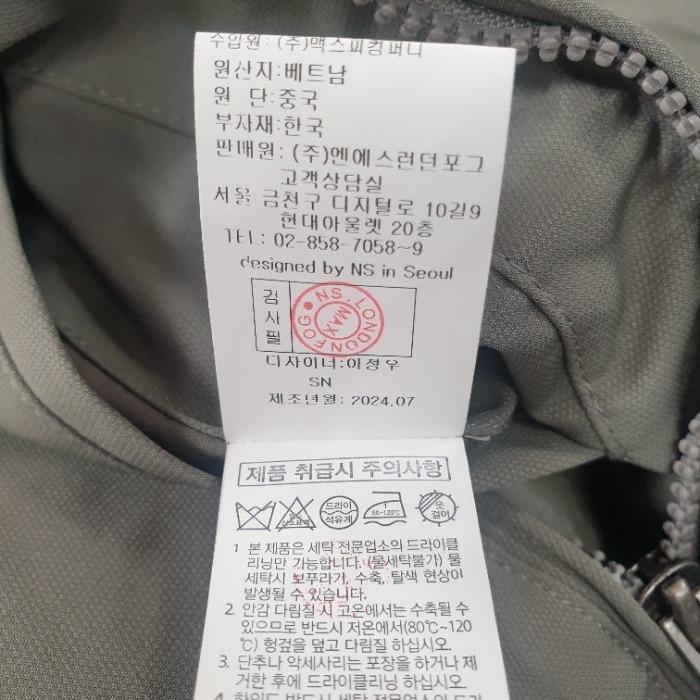 수입원: (주)맥스피컴퍼니
원산지:베트남
원 단:중국
부자재:한국
판매원: (주)엔에스런던포그
고객상담실
서울 금천구 디지털로 10길9
현대아울렛 20층
TEL: 02-858-7058~9
designed by NS in Seoul
검
사
필
NS.LONDONFOG
MAX
디자이너:이정우
SN
제조년월: 2024.07
제품 취급시 주의사항
드라이
석유계
80-120℃
옷
걸이
1 본 제품은 세탁 전문업소의 드라이클
리닝만 가능합니다. (물세탁불가) 물
세탁시 보푸라기, 수축, 탈색 현상이
발생될 수 있습니다.
2. 안감 다림질 시 고온에서는 수축될 수
있으므로 반드시 저온에서(80℃~120
℃) 헝겊을 덮고 다림질 하십시오.
3. 단추나 악세사리는 포장을 하거나 제
거한 후에 드라이클리닝 하십시오.